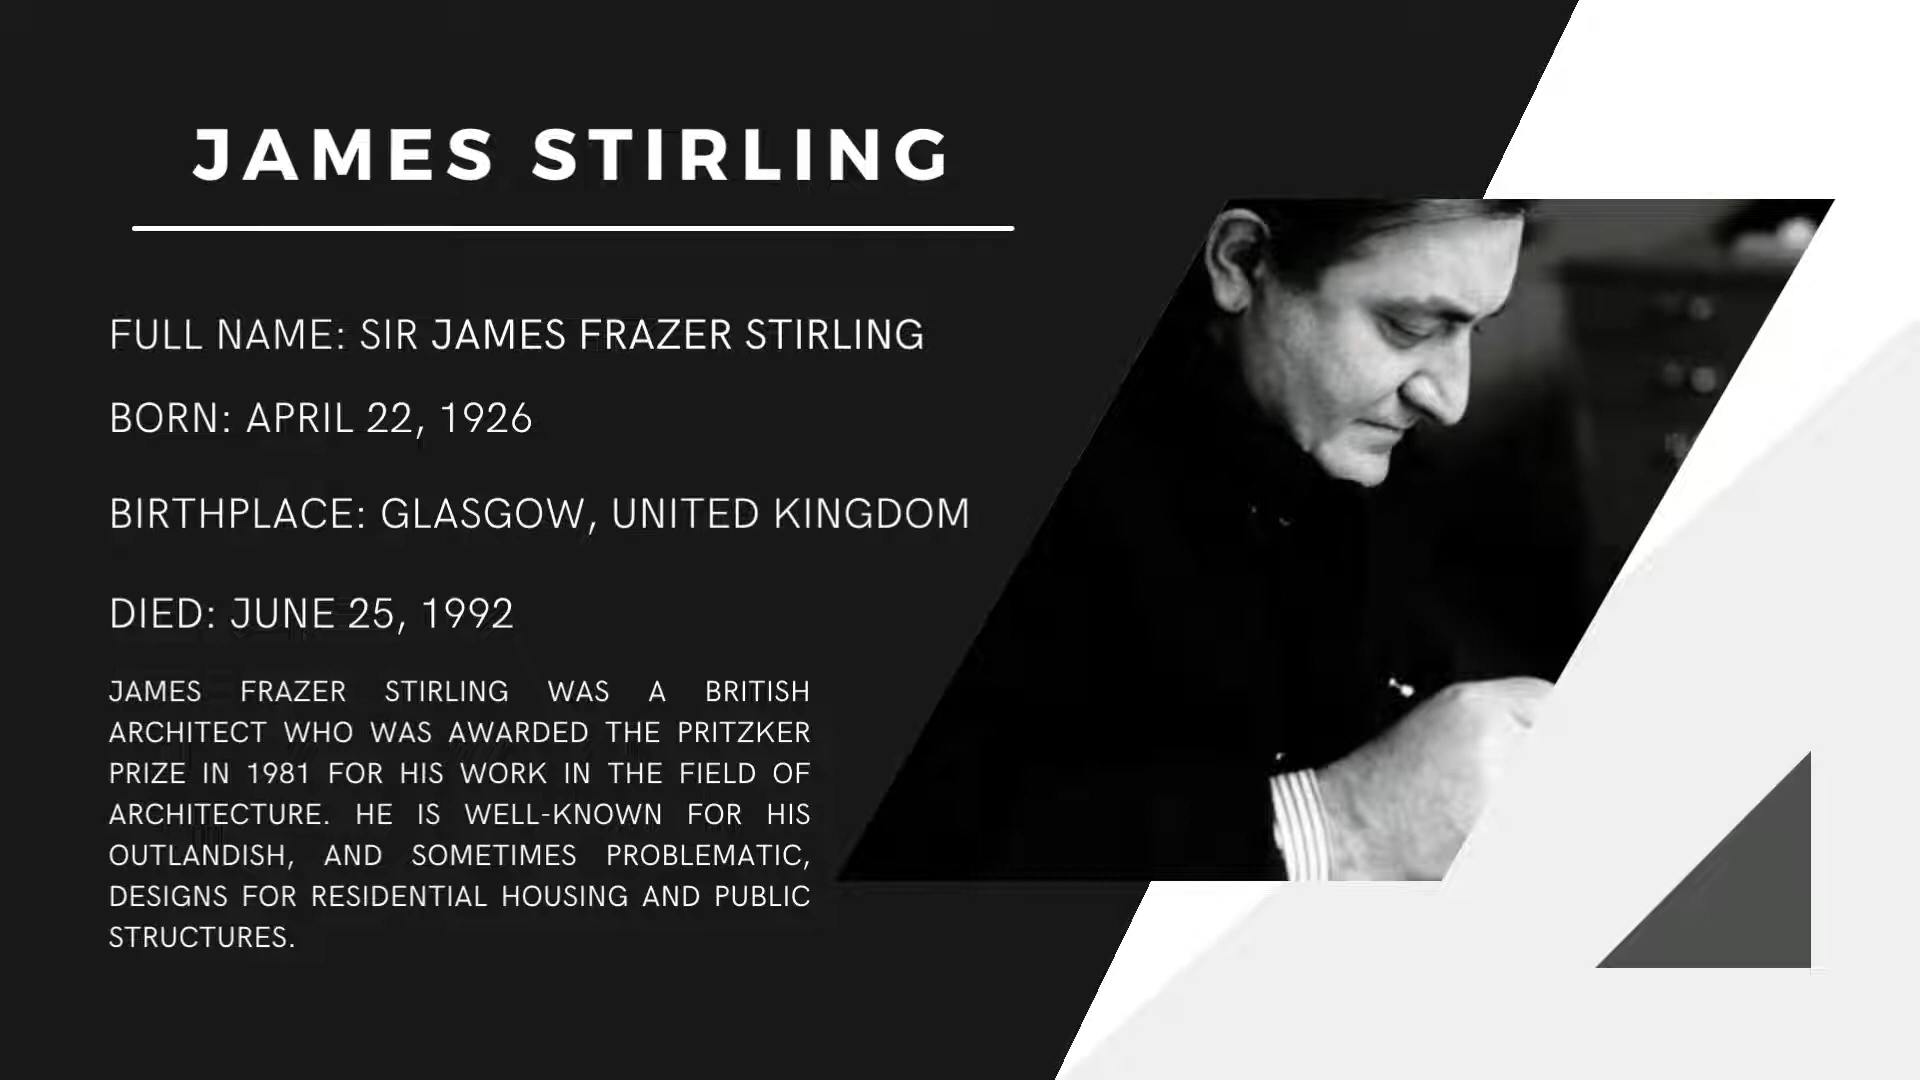 JAMES STIRLING
FULL NAME: SIR JAMES FRAZER STIRLING
BORN: APRIL 22, 1926
BIRTHPLACE: GLASGOW, UNITED KINGDOM
DIED: JUNE 25, 1992
JAMES FRAZER STIRLING WAS A BRITISH
ARCHITECT WHO WAS AWARDED THE PRITZKER
PRIZE IN 1981 FOR HIS WORK IN THE FIELD OF
ARCHITECTURE. HE IS WELL-KNOWN FOR HIS
OUTLANDISH, AND SOMETIMES PROBLEMATIC,
DESIGNS FOR RESIDENTIAL HOUSING AND PUBLIC
STRUCTURES.